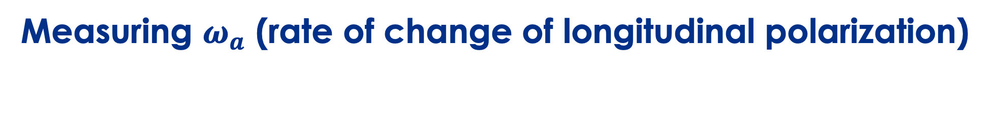 Measuring ωₐ (rate of change of longitudinal polarization)